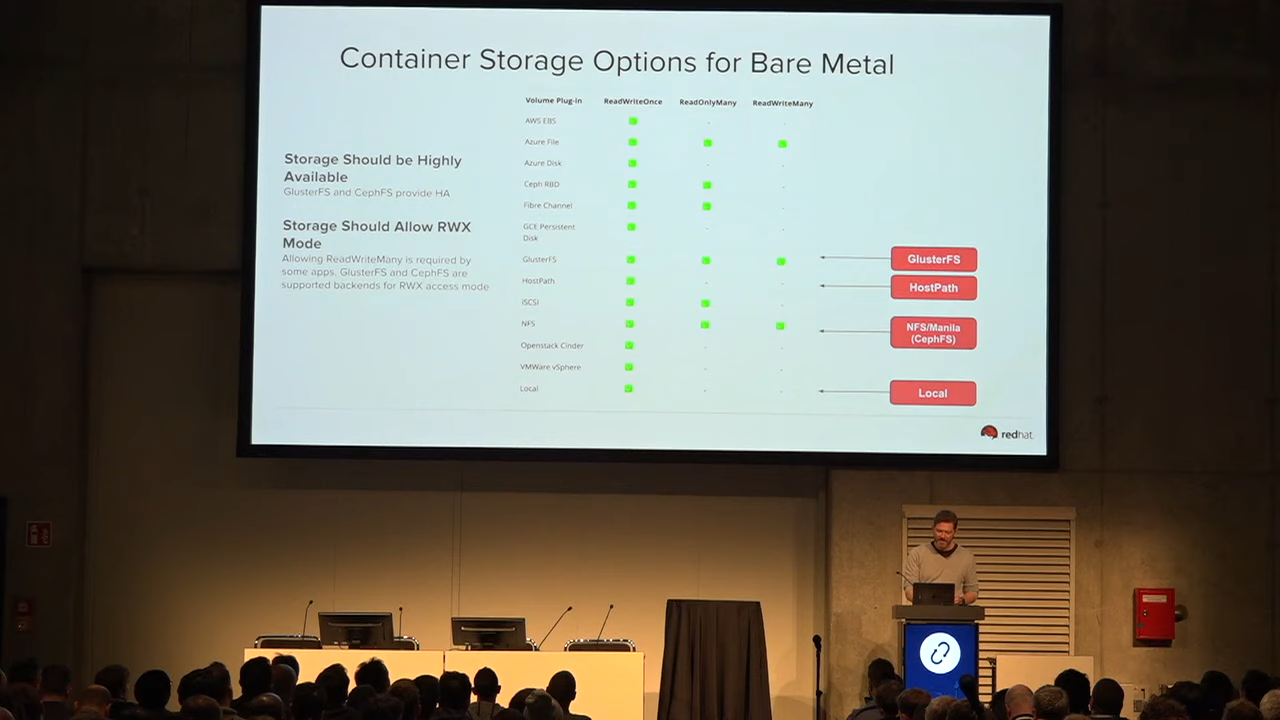 Container Storage Options for Bare Metal
Storage Should be Highly
Available
GlusterFS and CephFS provide HA
Storage Should Allow RWX
Mode
Allowing ReadWriteMany is required by
some apps. GlusterFS and CephFS are
supported backends for RWX access mode
Volume Plug-in ReadWriteOnce ReadOnlyMany ReadWriteMany
AWS EBS
Azure File
Azure Disk
Ceph RBD
Fibre Channel
GCE Persistent
Disk
GlusterFS
HostPath
iSCSI
NFS
Openstack Cinder
VMWare vSphere
Local
GlusterFS
HostPath
NFS/Manila
(CephFS)
Local
redhat